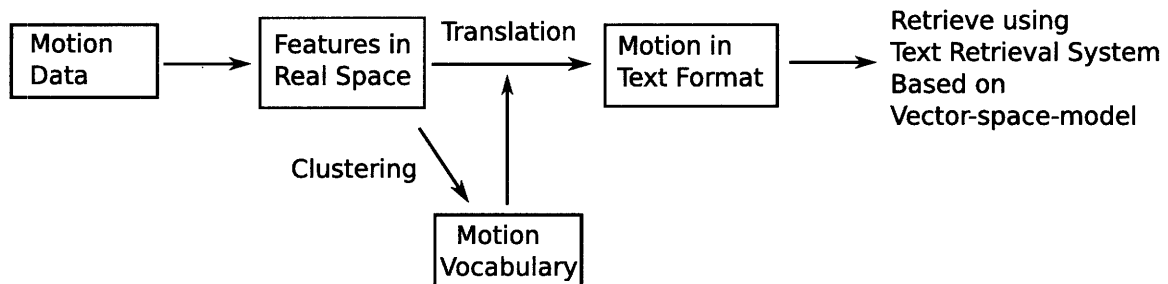 Motion
Data
Features in
Real Space
Translation
Motion in
Text Format
Retrieve using
Text Retrieval System
Based on
Vector-space-model
Clustering
Motion
Vocabulary